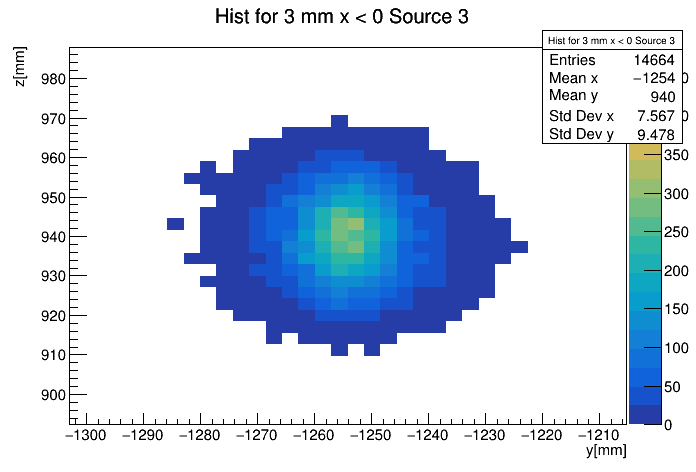 Hist for 3 mm x < 0 Source 3
z[mm]
Hist for 3 mm x < 0 Source 3
Entries 14664
Mean x −1254
Mean y 940
Std Dev x 7.567
Std Dev y 9.478
980
970
960
950
940
930
920
910
900
350
300
250
200
150
100
50
0
−1300 −1290 −1280 −1270 −1260 −1250 −1240 −1230 −1220 −1210
y[mm]